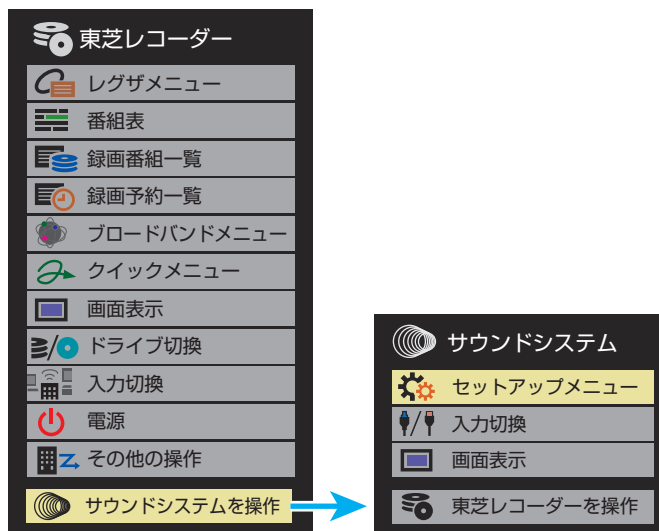 東芝レコーダー
レグザメニュー
番組表
録画番組一覧
録画予約一覧
ブロードバンドメニュー
クイックメニュー
画面表示
ドライブ切換
入力切換
電源
その他の操作
サウンドシステムを操作
サウンドシステム
セットアップメニュー
入力切換
画面表示
東芝レコーダーを操作